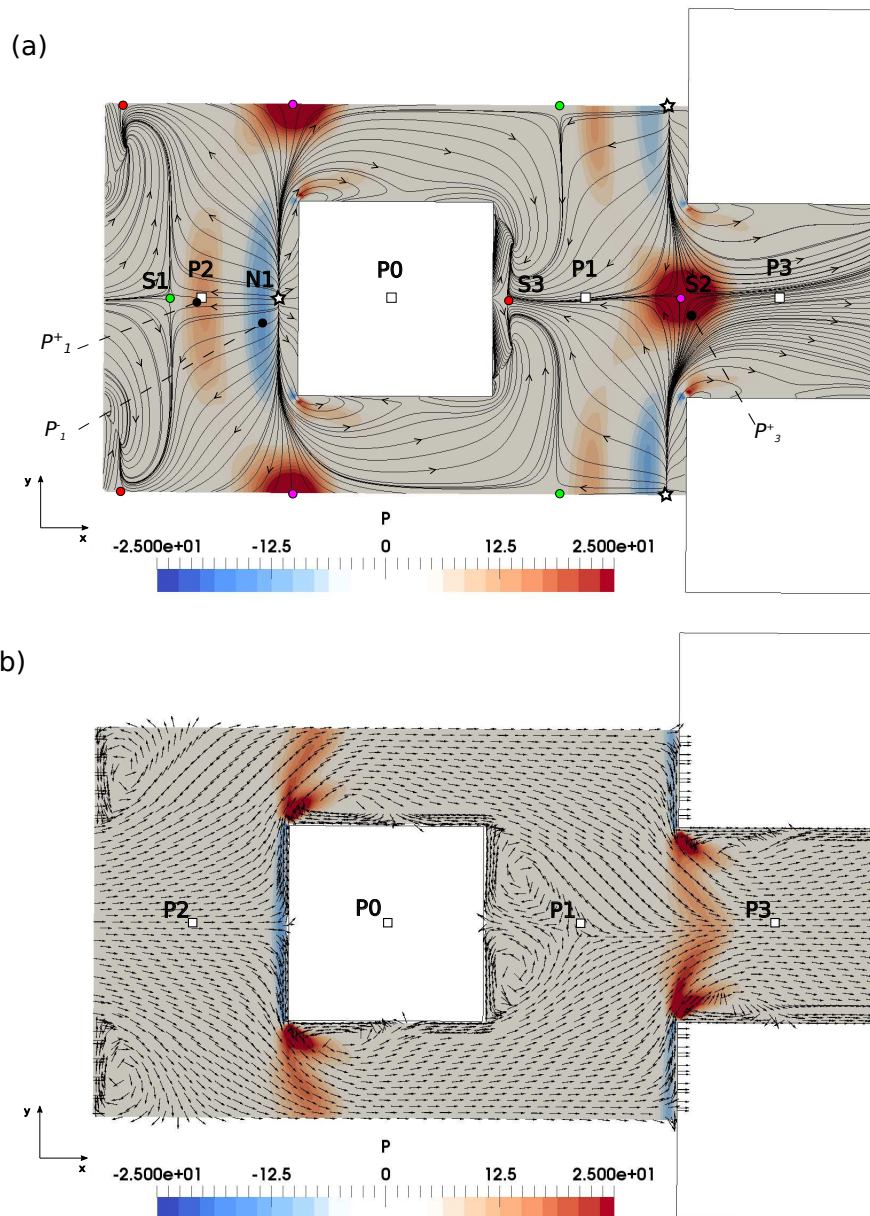 (a)
S1 P2 N1 P0 S3 P1 S2 P3
P⁺₁
P⁻₁
P⁺₃
y
x
P
-2.500e+01 -12.5 0 12.5 2.500e+01
b)
P2 P0 P1 P3
y
x
P
-2.500e+01 -12.5 0 12.5 2.500e+01